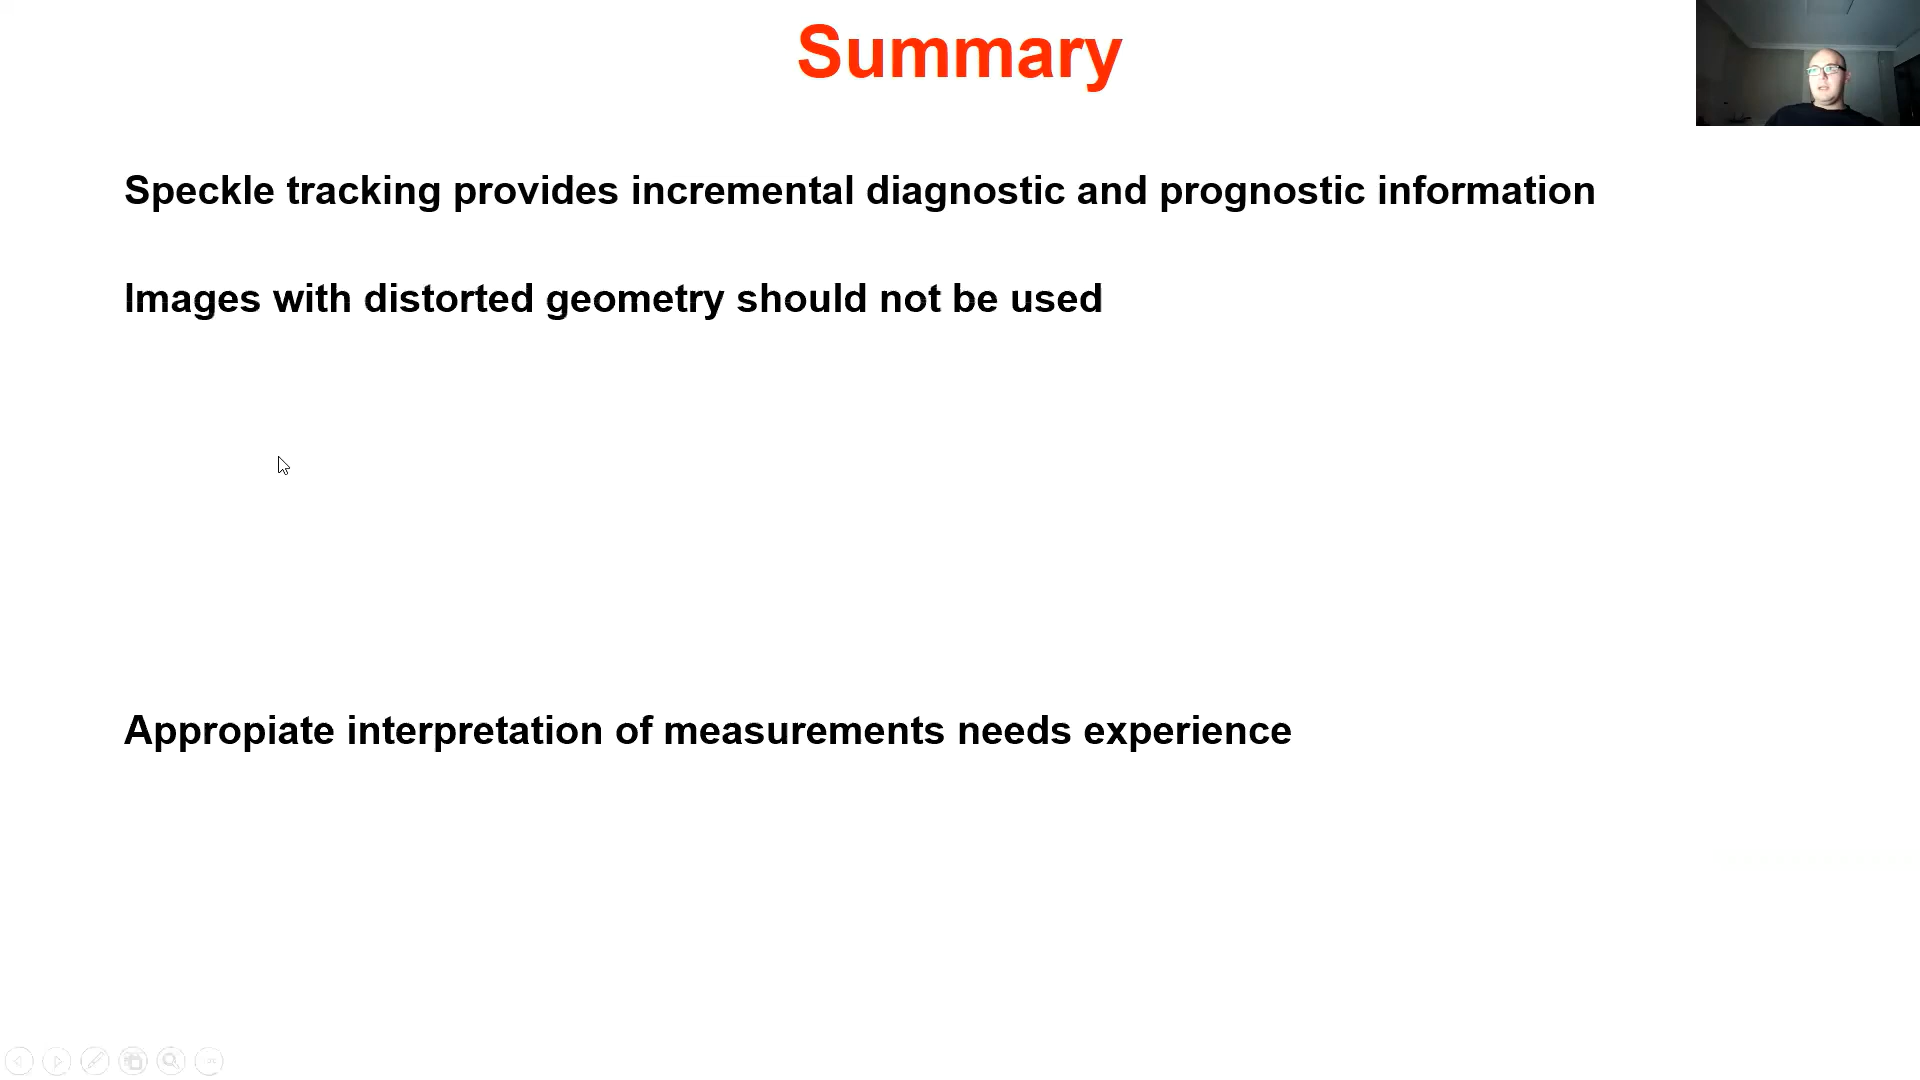 Summary
Speckle tracking provides incremental diagnostic and prognostic information
Images with distorted geometry should not be used
Appropiate interpretation of measurements needs experience